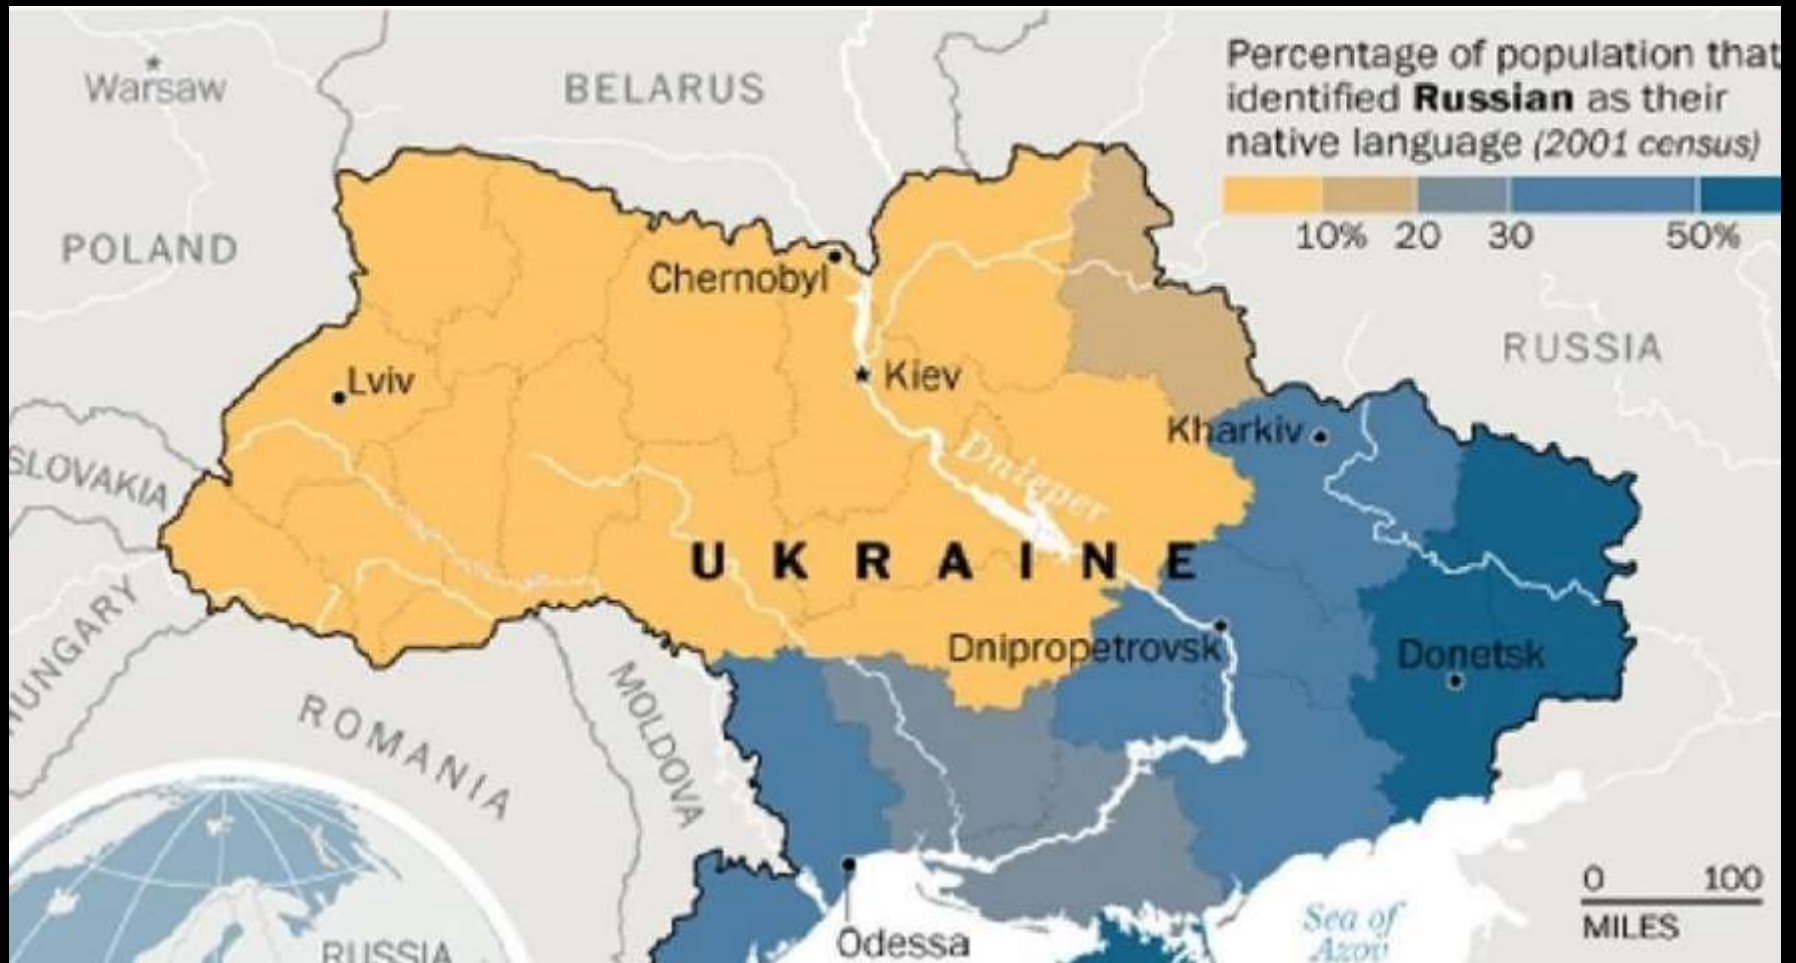 Percentage of population that
identified Russian as their
native language (2001 census)
10% 20 30 50%
Warsaw
BELARUS
POLAND
Chernobyl
RUSSIA
Lviv
Kiev
Kharkiv
SLOVAKIA
Dnieper
UKRAINE
HUNGARY
Dnipropetrovsk
Donetsk
MOLDOVA
ROMANIA
0 100
MILES
Sea of
Azov
Odessa
RUSSIA